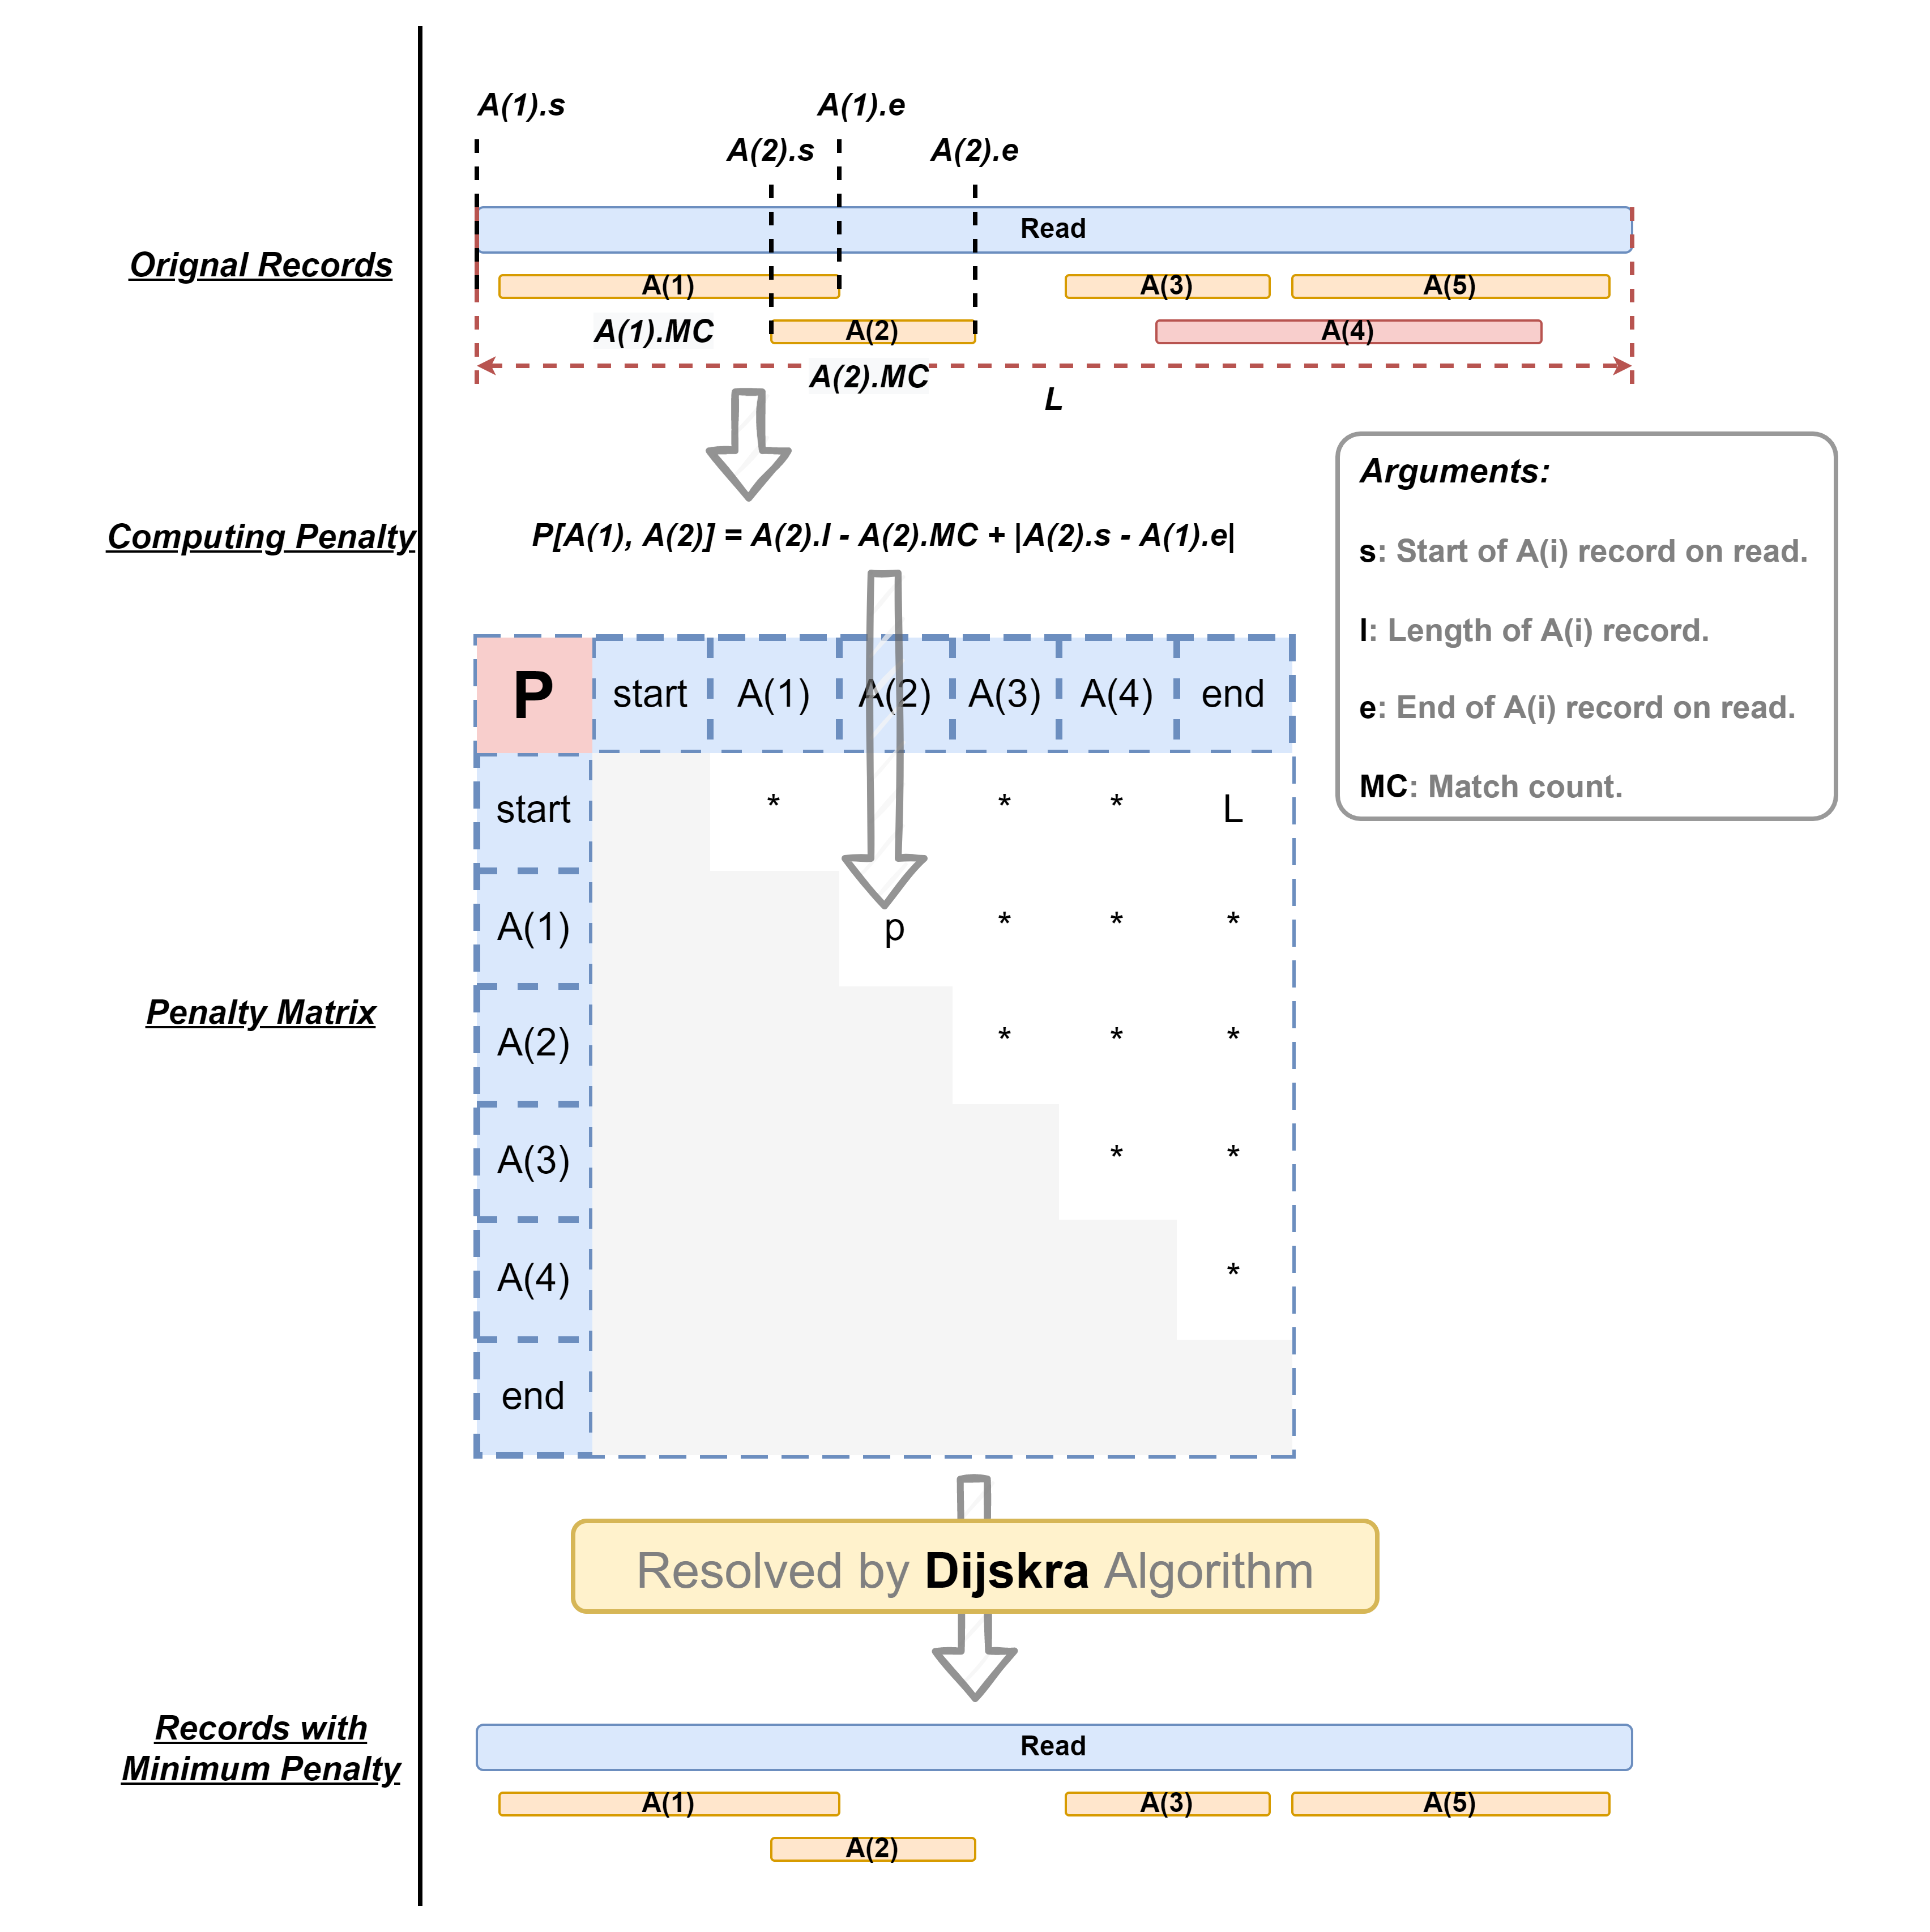 A(1).s
A(1).e
A(2).s
A(2).e
Read
Orignal Records
A(1)
A(3)
A(5)
A(1).MC
A(2)
A(4)
A(2).MC
L
Arguments:
s: Start of A(i) record on read.
l: Length of A(i) record.
e: End of A(i) record on read.
MC: Match count.
Computing Penalty
P[A(1), A(2)] = A(2).l - A(2).MC + |A(2).s - A(1).e|
P start A(1) A(2) A(3) A(4) end
start * * * L
A(1) p * * *
Penalty Matrix
A(2) * * *
A(3) * *
A(4) *
end
Resolved by Dijskra Algorithm
Records with
Minimum Penalty
Read
A(1)
A(3)
A(5)
A(2)